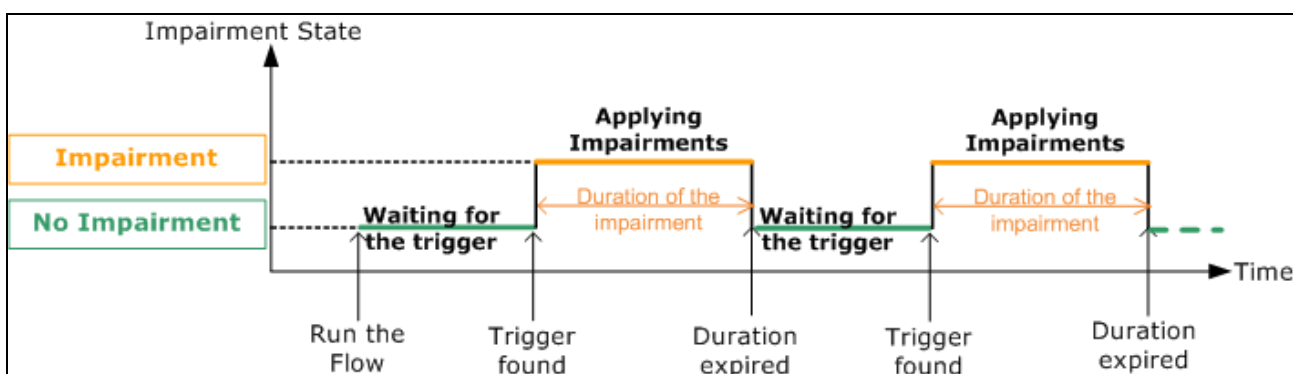 Impairment State
Applying
Impairments
Applying
Impairments
Impairment
Duration of the
impairment
Duration of the
impairment
No Impairment
Waiting for
the trigger
Waiting for
the trigger
Time
Run the
Flow
Trigger
found
Duration
expired
Trigger
found
Duration
expired